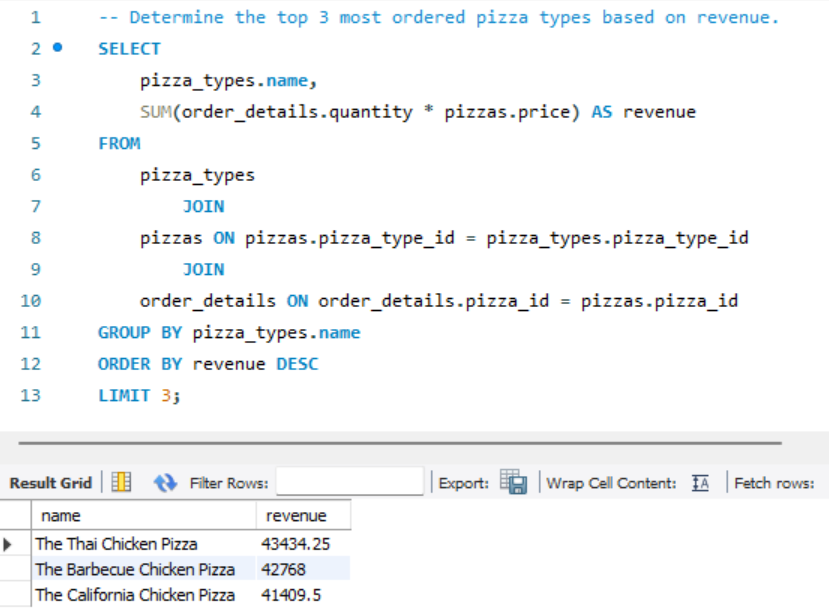 1 -- Determine the top 3 most ordered pizza types based on revenue.
2 SELECT
3 pizza_types.name,
4 SUM(order_details.quantity * pizzas.price) AS revenue
5 FROM
6 pizza_types
7 JOIN
8 pizzas ON pizzas.pizza_type_id = pizza_types.pizza_type_id
9 JOIN
10 order_details ON order_details.pizza_id = pizzas.pizza_id
11 GROUP BY pizza_types.name
12 ORDER BY revenue DESC
13 LIMIT 3;
Result Grid Filter Rows: Export: Wrap Cell Content: Fetch rows:
name revenue
The Thai Chicken Pizza 43434.25
The Barbecue Chicken Pizza 42768
The California Chicken Pizza 41409.5